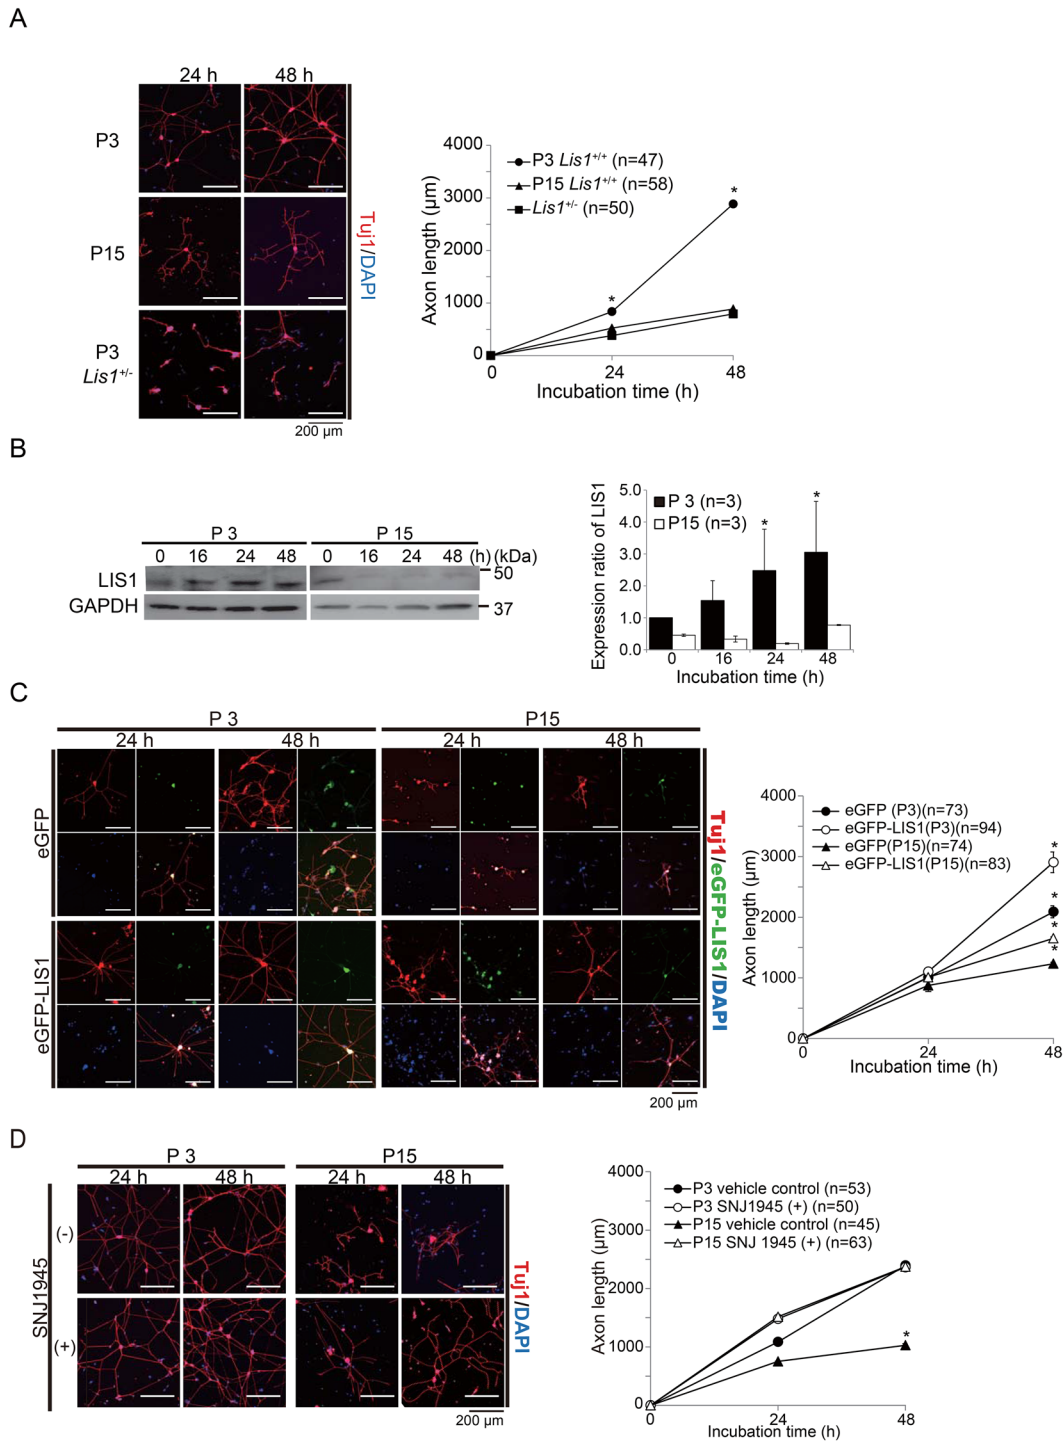 A
24 h 48 h
P3
P15
P3
Lis1+/-
Tuj1/DAPI
200 µm
4000
3000
2000
1000
0
Axon length (µm)
P3 Lis1+/+ (n=47)
P15 Lis1+/+ (n=58)
Lis1+/- (n=50)
*
*
0 24 48
Incubation time (h)
B
P 3 P 15
0 16 24 48 0 16 24 48 (h) (kDa)
LIS1
GAPDH
50
37
Expression ratio of LIS1
5.0
4.0
3.0
2.0
1.0
0.0
P 3 (n=3)
P15 (n=3)
* *
0 16 24 48
Incubation time (h)
C
P 3 P15
24 h 48 h 24 h 48 h
eGFP
eGFP-LIS1
Tuj1/eGFP-LIS1/DAPI
200 µm
4000
3000
2000
1000
0
Axon length (µm)
eGFP (P3)(n=73)
eGFP-LIS1(P3)(n=94)
eGFP(P15)(n=74)
eGFP-LIS1(P15)(n=83)
*
*
*
*
0 24 48
Incubation time (h)
D
P 3 P15
24 h 48 h 24 h 48 h
SNJ1945
(-)
(+)
Tuj1/DAPI
200 µm
4000
3000
2000
1000
0
Axon length (µm)
P3 vehicle control (n=53)
P3 SNJ1945 (+) (n=50)
P15 vehicle control (n=45)
P15 SNJ 1945 (+) (n=63)
*
0 24 48
Incubation time (h)